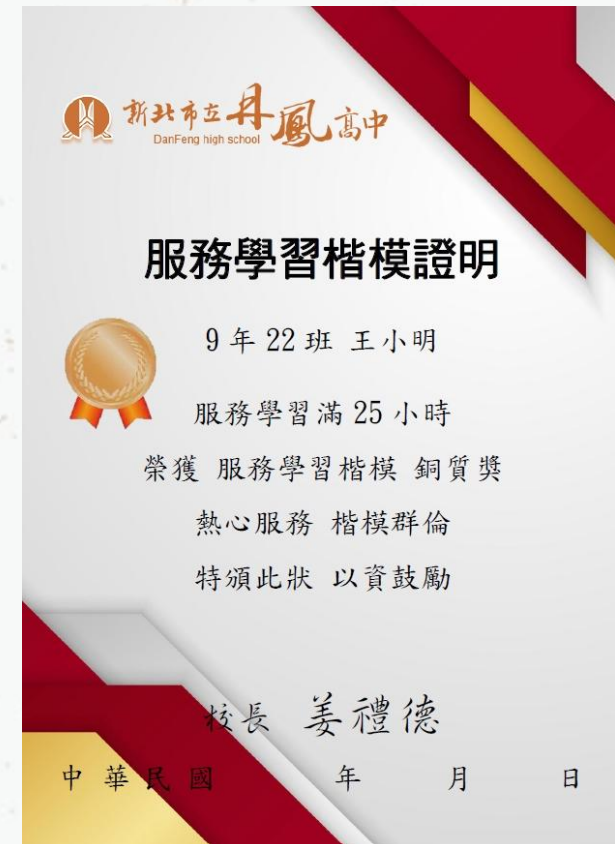 新北市立丹鳳高中
DanFeng high school
服務學習楷模證明
9 年 22 班 王小明
服務學習滿 25 小時
榮獲 服務學習楷模 銅質獎
熱心服務 楷模群倫
特頒此狀 以資鼓勵
校長 姜禮德
中 華 民 國 年 月 日